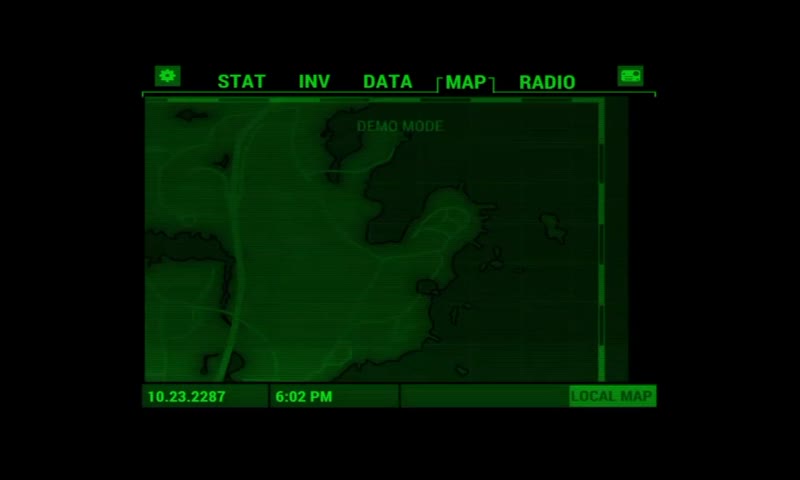 STAT INV DATA MAP RADIO
DEMO MODE
10.23.2287 6:02 PM LOCAL MAP